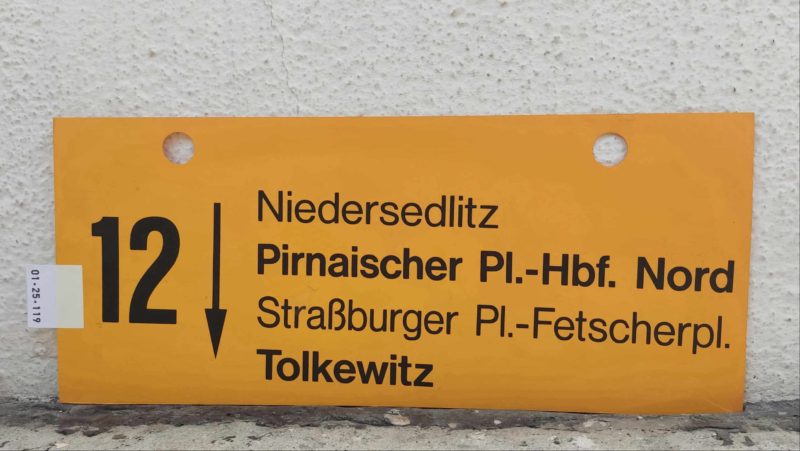 12
Niedersedlitz
Pirnaischer Pl.-Hbf. Nord
Straßburger Pl.-Fetscherpl.
Tolkewitz
01-25-119